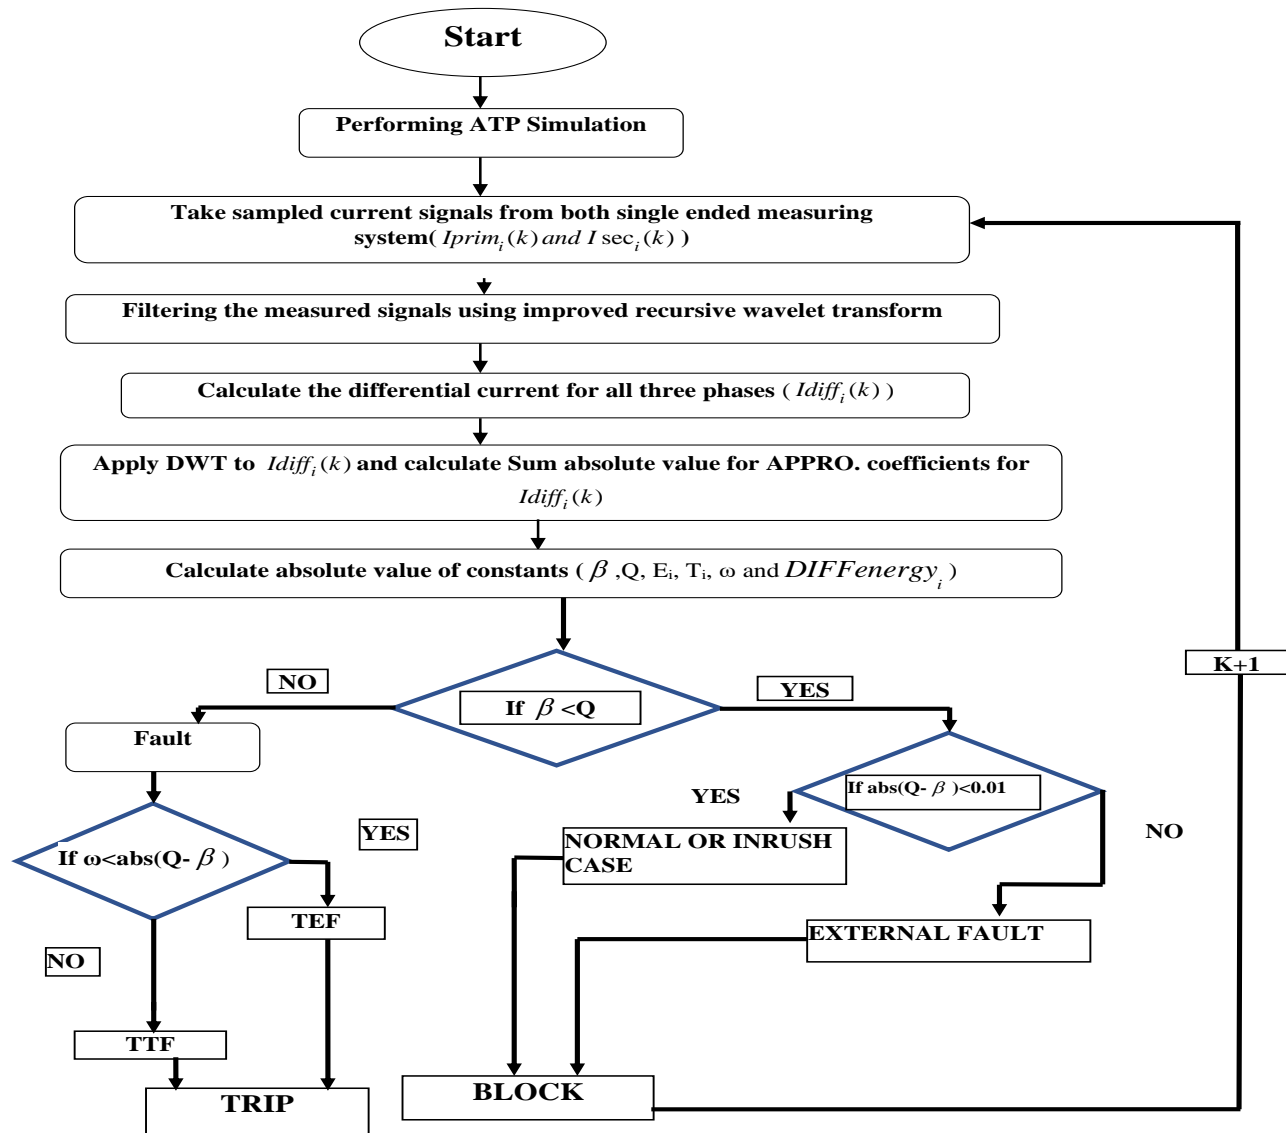 Start
Performing ATP Simulation
Take sampled current signals from both single ended measuring
system( Iprim_i(k) and I sec_i(k) )
Filtering the measured signals using improved recursive wavelet transform
Calculate the differential current for all three phases ( Idiff_i(k) )
Apply DWT to Idiff_i(k) and calculate Sum absolute value for APPRO. coefficients for
Idiff_i(k)
Calculate absolute value of constants ( β ,Q, E_i, T_i, ω and DIFFenergy_i )
K+1
NO
YES
If β <Q
Fault
If abs(Q- β )<0.01
YES
NO
YES
NORMAL OR INRUSH
CASE
If ω<abs(Q- β )
TEF
EXTERNAL FAULT
NO
TTF
BLOCK
TRIP